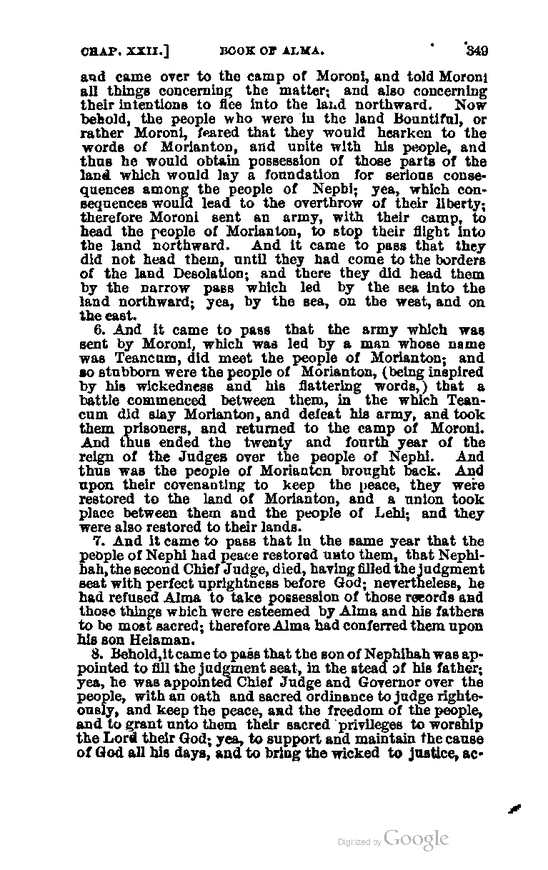 CHAP. XXII.] BOOK OF ALMA. 349
and came over to the camp of Moroni, and told Moroni
all things concerning the matter; and also concerning
their intentions to flee into the land northward. Now
behold, the people who were in the land Bountiful, or
rather Moroni, feared that they would hearken to the
words of Morianton, and unite with his people, and
thus he would obtain possession of those parts of the
land which would lay a foundation for serious conse-
quences among the people of Nephi; yea, which con-
sequences would lead to the overthrow of their liberty;
therefore Moroni sent an army, with their camp, to
head the people of Morianton, to stop their flight into
the land northward. And it came to pass that they
did not head them, until they had come to the borders
of the land Desolation; and there they did head them
by the narrow pass which led by the sea into the
land northward; yea, by the sea, on the west, and on
the east.
6. And it came to pass that the army which was
sent by Moroni, which was led by a man whose name
was Teancum, did meet the people of Morianton; and
so stubborn were the people of Morianton, (being inspired
by his wickedness and his flattering words,) that a
battle commenced between them, in the which Tean-
cum did slay Morianton, and defeat his army, and took
them prisoners, and returned to the camp of Moroni.
And thus ended the twenty and fourth year of the
reign of the Judges over the people of Nephi. And
thus was the people of Morianton brought back. And
upon their covenanting to keep the peace, they were
restored to the land of Morianton, and a union took
place between them and the people of Lehi; and they
were also restored to their lands.
7. And it came to pass that in the same year that the
people of Nephi had peace restored unto them, that Nephi-
hah, the second Chief Judge, died, having filled the judgment
seat with perfect uprightness before God; nevertheless, he
had refused Alma to take possession of those records and
those things which were esteemed by Alma and his fathers
to be most sacred; therefore Alma had conferred them upon
his son Helaman.
8. Behold, it came to pass that the son of Nephihah was ap-
pointed to fill the judgment seat, in the stead of his father;
yea, he was appointed Chief Judge and Governor over the
people, with an oath and sacred ordinance to judge righte-
ously, and keep the peace, and the freedom of the people,
and to grant unto them their sacred privileges to worship
the Lord their God; yea, to support and maintain the cause
of God all his days, and to bring the wicked to justice, ac-
Digitized by Google